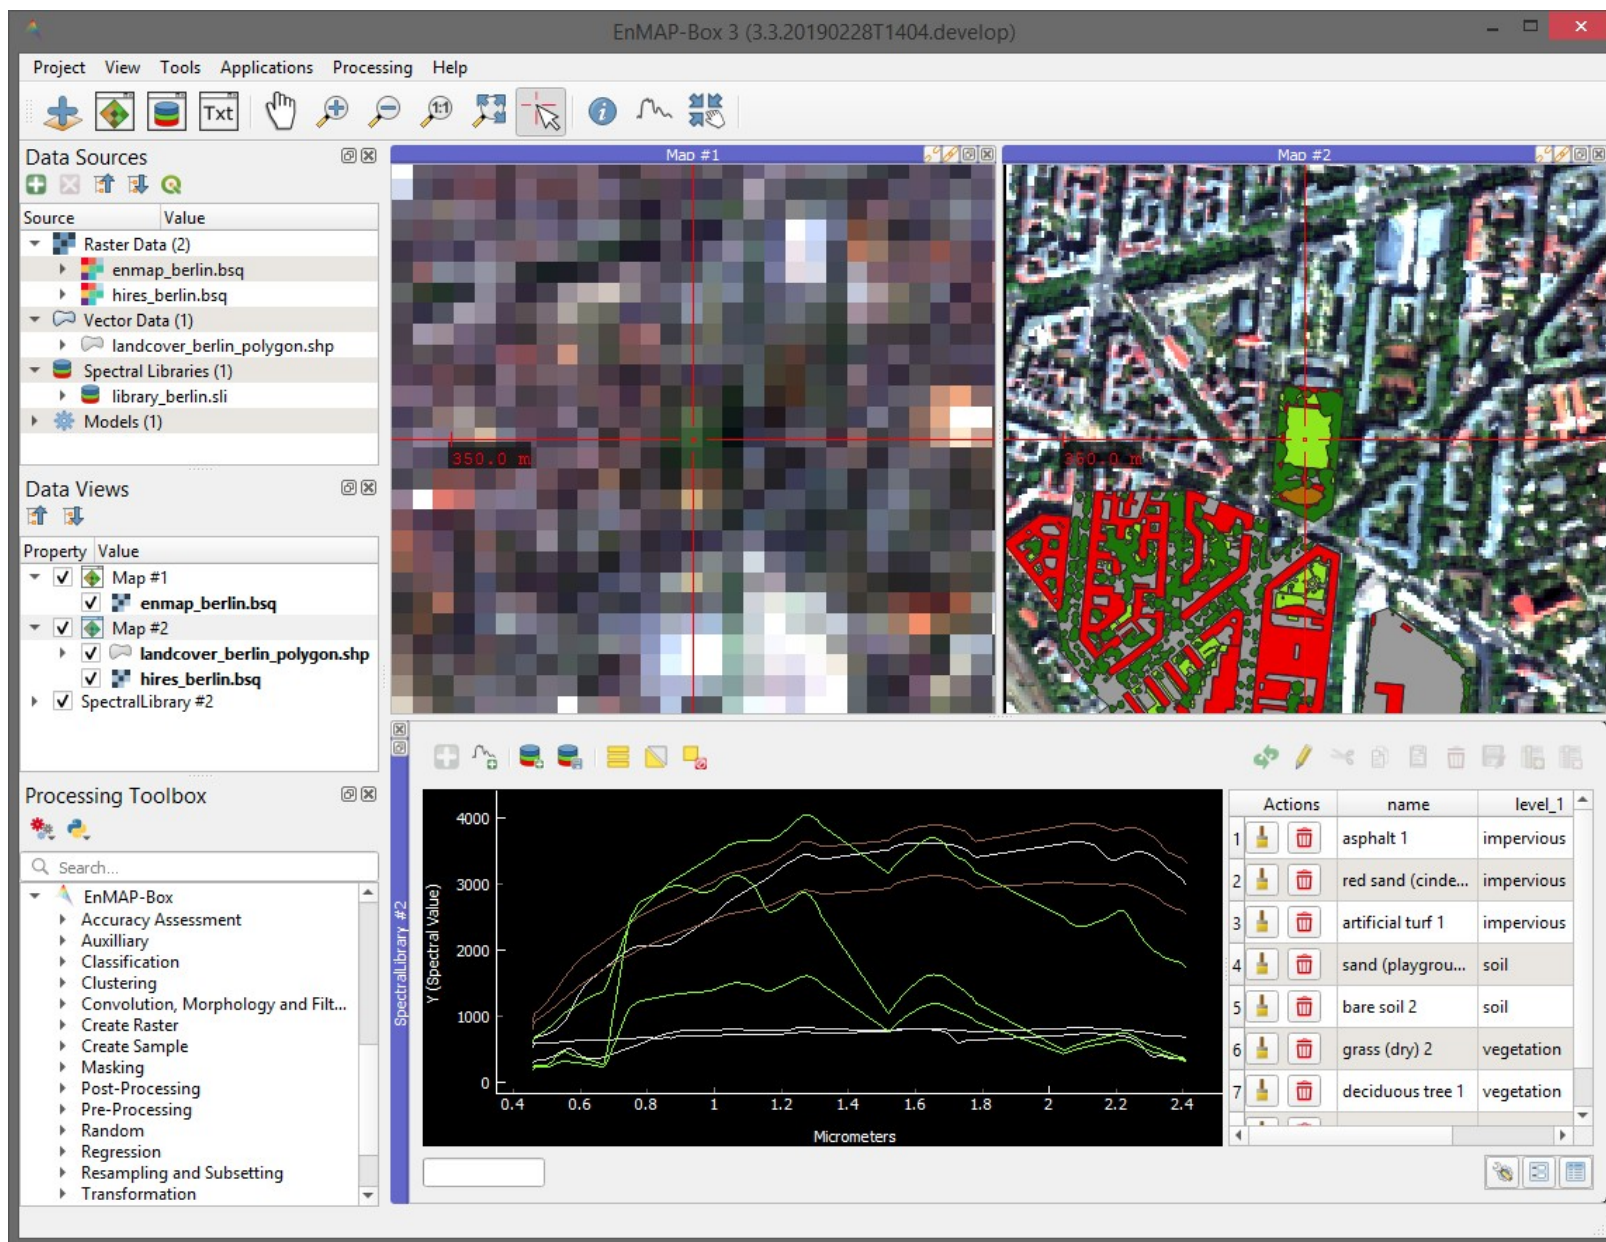 EnMAP-Box 3 (3.3.20190228T1404.develop)
Project View Tools Applications Processing Help
Txt
1:1
Data Sources
Source Value
Raster Data (2)
enmap_berlin.bsq
hires_berlin.bsq
Vector Data (1)
landcover_berlin_polygon.shp
Spectral Libraries (1)
library_berlin.sli
Models (1)
Data Views
Property Value
Map #1
enmap_berlin.bsq
Map #2
landcover_berlin_polygon.shp
hires_berlin.bsq
SpectralLibrary #2
Processing Toolbox
Search...
EnMAP-Box
Accuracy Assessment
Auxilliary
Classification
Clustering
Convolution, Morphology and Filt...
Create Raster
Create Sample
Masking
Post-Processing
Pre-Processing
Random
Regression
Resampling and Subsetting
Transformation
Map #1
350.0 m
Map #2
350.0 m
SpectralLibrary #2
Y (Spectral Value)
4000
3000
2000
1000
0
0.4 0.6 0.8 1 1.2 1.4 1.6 1.8 2 2.2 2.4
Micrometers
Actions name level_1
1 asphalt 1 impervious
2 red sand (cinde... impervious
3 artificial turf 1 impervious
4 sand (playgrou... soil
5 bare soil 2 soil
6 grass (dry) 2 vegetation
7 deciduous tree 1 vegetation